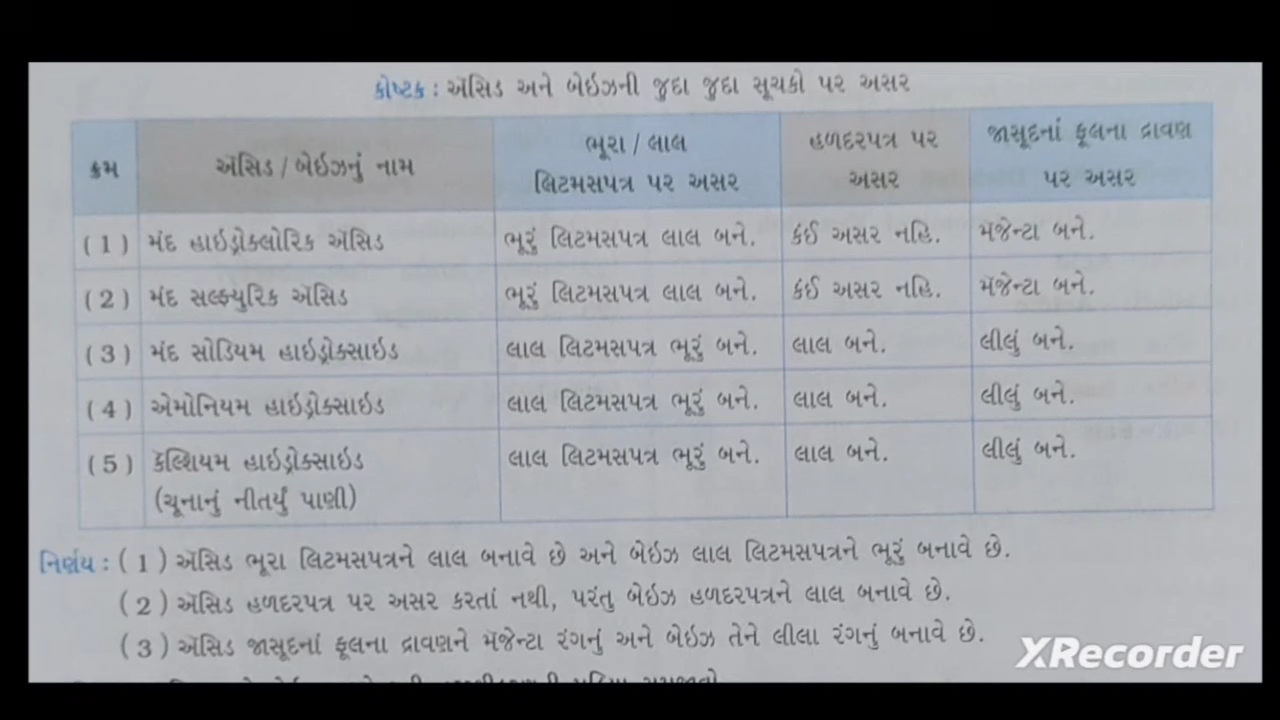 કોષ્ટક : ઍસિડ અને બેઇઝની જુદા જુદા સૂચકો પર અસર
ક્રમ ઍસિડ / બેઇઝનું નામ ભૂરા / લાલ લિટમસપત્ર પર અસર હળદરપત્ર પર અસર જાસૂદનાં ફૂલના દ્રાવણ પર અસર
( 1 ) મંદ હાઇડ્રોક્લોરિક ઍસિડ ભૂરું લિટમસપત્ર લાલ બને. કંઈ અસર નહિ. મૅજેન્ટા બને.
( 2 ) મંદ સલ્ફ્યુરિક ઍસિડ ભૂરું લિટમસપત્ર લાલ બને. કંઈ અસર નહિ. મૅજેન્ટા બને.
( 3 ) મંદ સોડિયમ હાઇડ્રોક્સાઇડ લાલ લિટમસપત્ર ભૂરું બને. લાલ બને. લીલું બને.
( 4 ) એમોનિયમ હાઇડ્રોક્સાઇડ લાલ લિટમસપત્ર ભૂરું બને. લાલ બને. લીલું બને.
( 5 ) કૅલ્શિયમ હાઇડ્રોક્સાઇડ લાલ લિટમસપત્ર ભૂરું બને. લાલ બને. લીલું બને.
(ચૂનાનું નીતર્યું પાણી)
નિર્ણય : ( 1 ) ઍસિડ ભૂરા લિટમસપત્રને લાલ બનાવે છે અને બેઇઝ લાલ લિટમસપત્રને ભૂરું બનાવે છે.
( 2 ) ઍસિડ હળદરપત્ર પર અસર કરતાં નથી, પરંતુ બેઇઝ હળદરપત્રને લાલ બનાવે છે.
( 3 ) ઍસિડ જાસૂદનાં ફૂલના દ્રાવણને મૅજેન્ટા રંગનું અને બેઇઝ તેને લીલા રંગનું બનાવે છે.
XRecorder